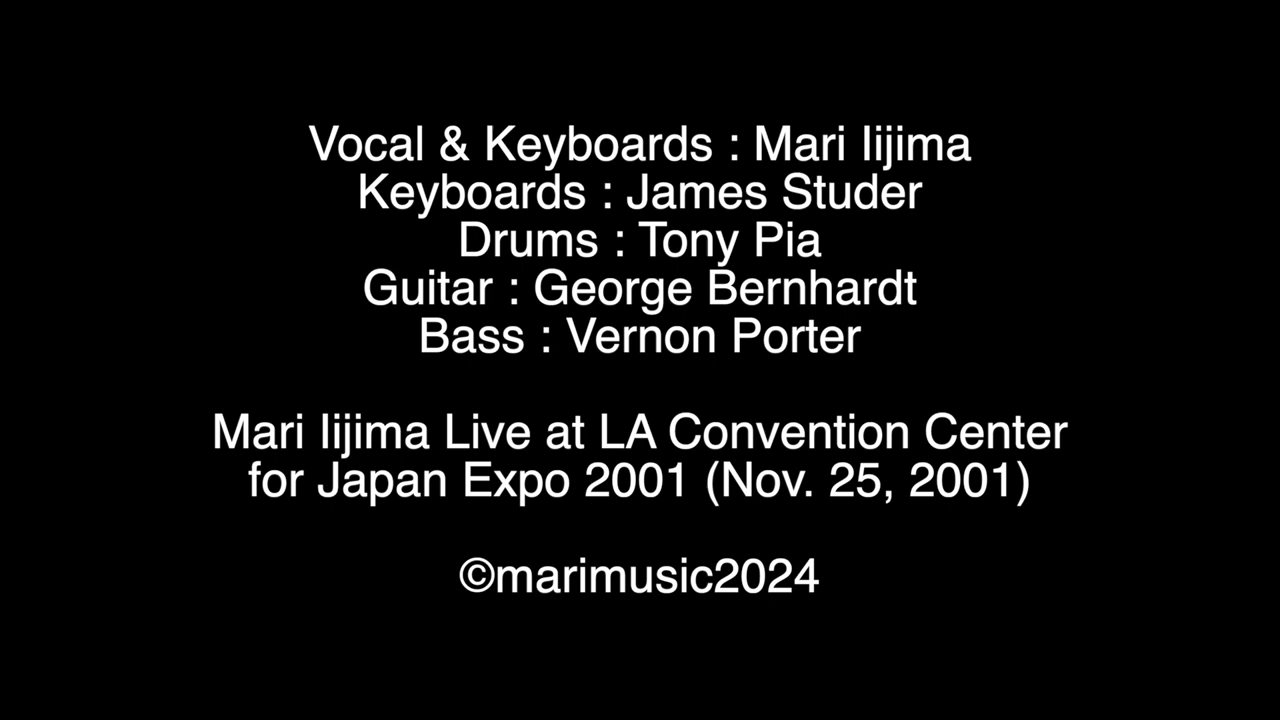 Vocal & Keyboards : Mari Iijima
Keyboards : James Studer
Drums : Tony Pia
Guitar : George Bernhardt
Bass : Vernon Porter
Mari Iijima Live at LA Convention Center
for Japan Expo 2001 (Nov. 25, 2001)
©marimusic2024